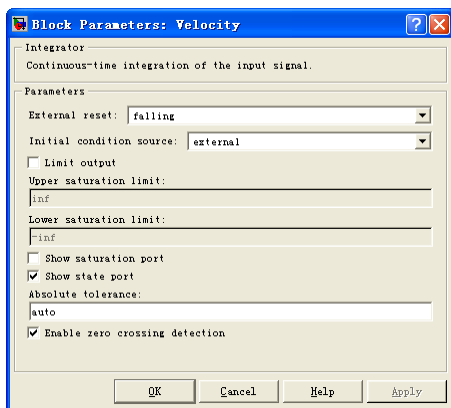 Block Parameters: Velocity
Integrator
Continuous-time integration of the input signal.
Parameters
External reset: falling
Initial condition source: external
Limit output
Upper saturation limit:
inf
Lower saturation limit:
-inf
Show saturation port
Show state port
Absolute tolerance:
auto
Enable zero crossing detection
OK Cancel Help Apply